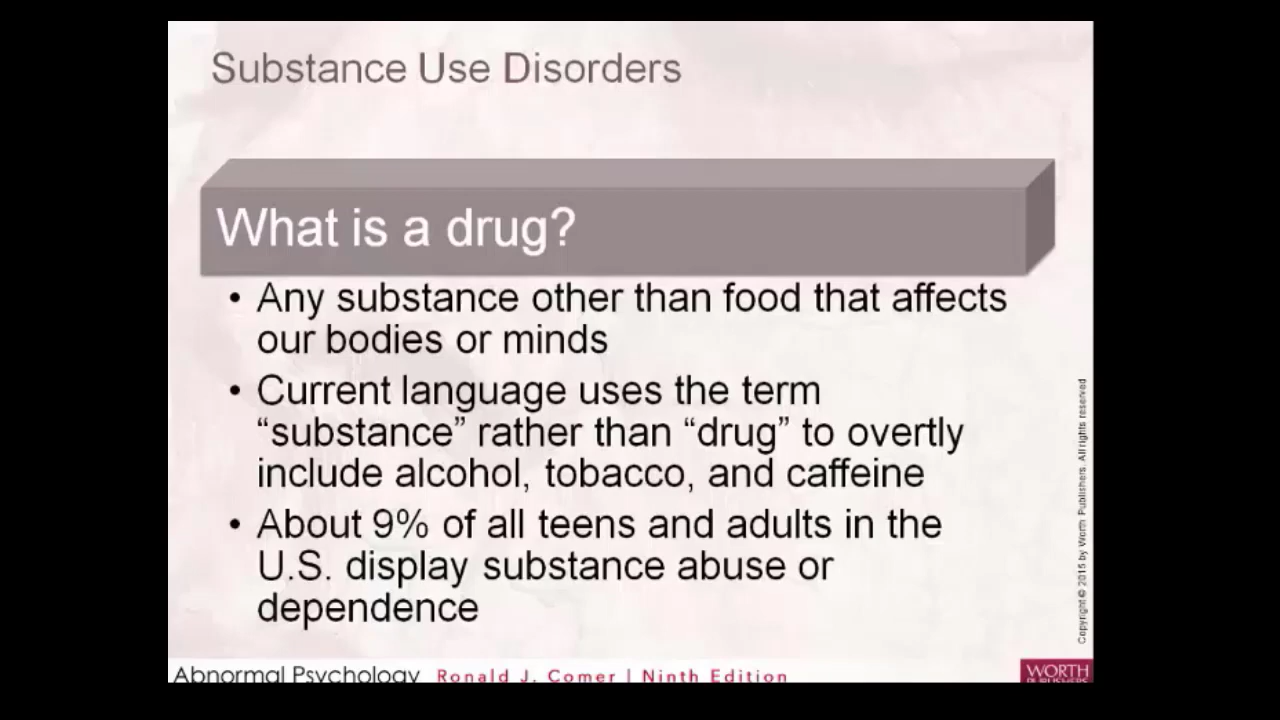 Substance Use Disorders
What is a drug?
• Any substance other than food that affects
our bodies or minds
• Current language uses the term
“substance” rather than “drug” to overtly
include alcohol, tobacco, and caffeine
• About 9% of all teens and adults in the
U.S. display substance abuse or
dependence
Copyright © 2015 by Worth Publishers. All rights reserved
Abnormal Psychology Ronald J. Comer | Ninth Edition
WORTH
PUBLISHERS